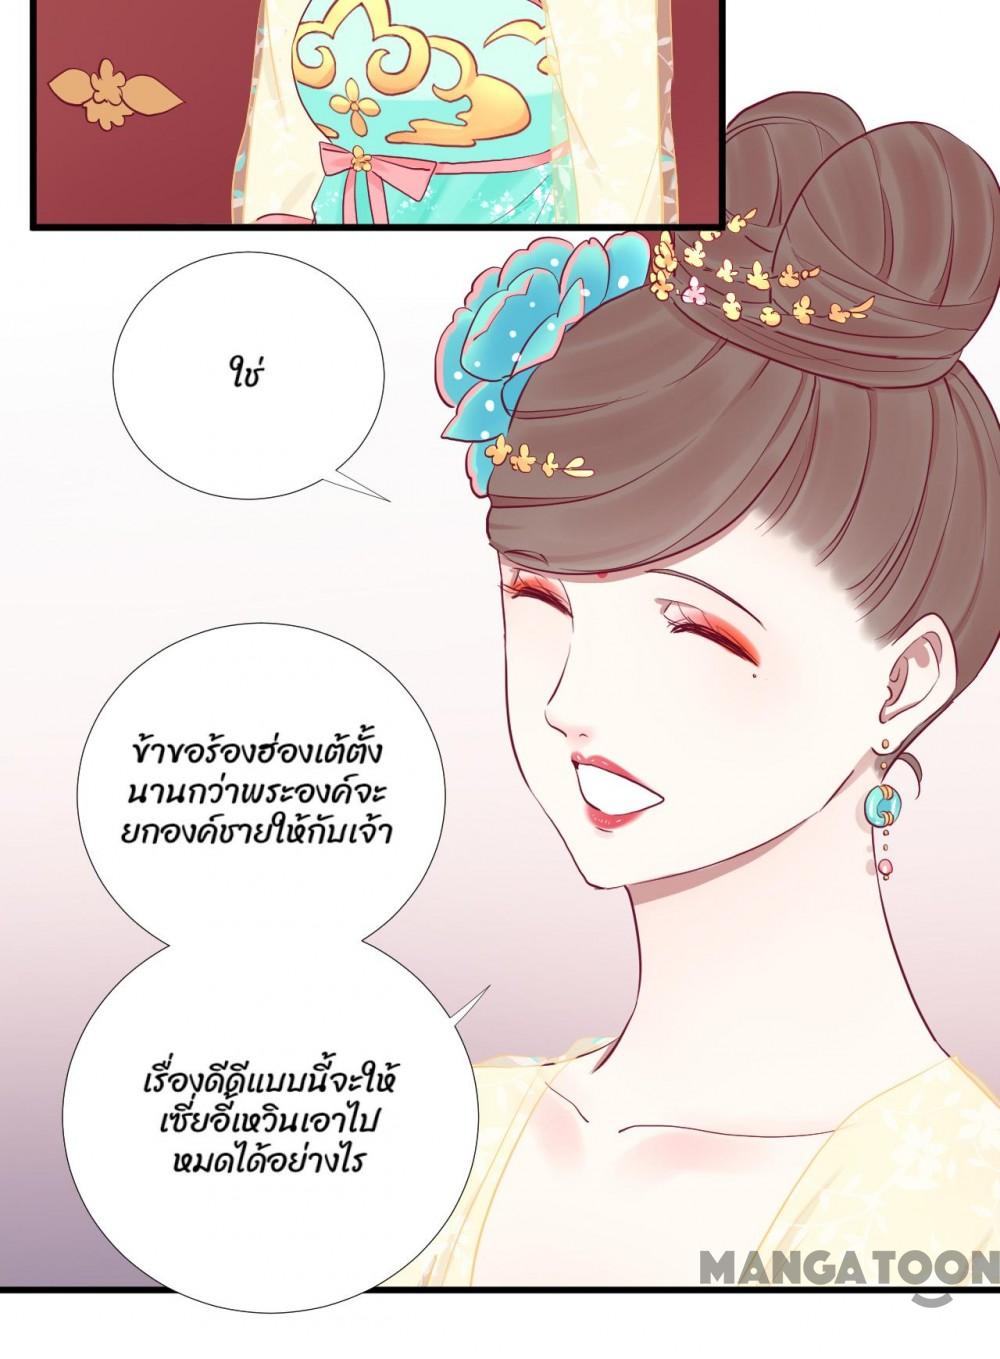 ใช่
ข้าขอร้องฮ่องเต้ตั้ง
นานกว่าพระองค์จะ
ยกองค์ชายให้กับเจ้า
เรื่องดีดีแบบนี้จะให้
เซี่ยอี้เหวินเอาไป
หมดได้อย่างไร
MANGATOON